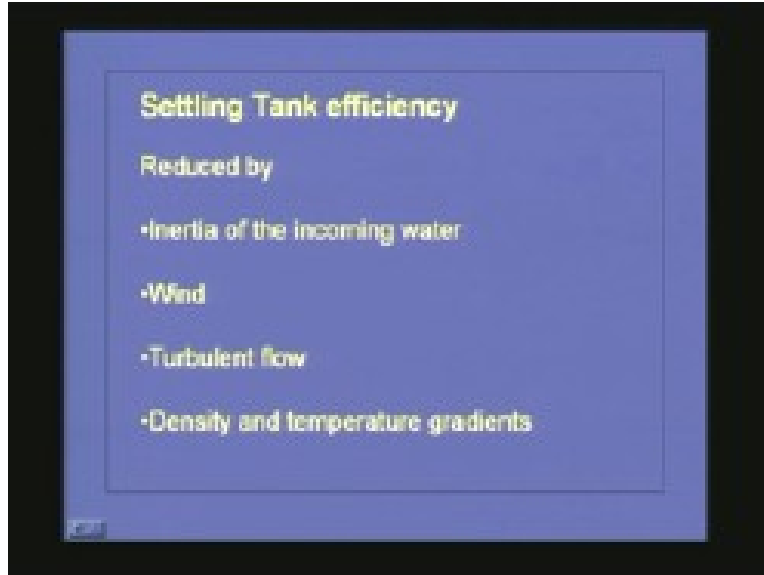 Settling Tank efficiency
Reduced by
•Inertia of the incoming water
•Wind
•Turbulent flow
•Density and temperature gradients